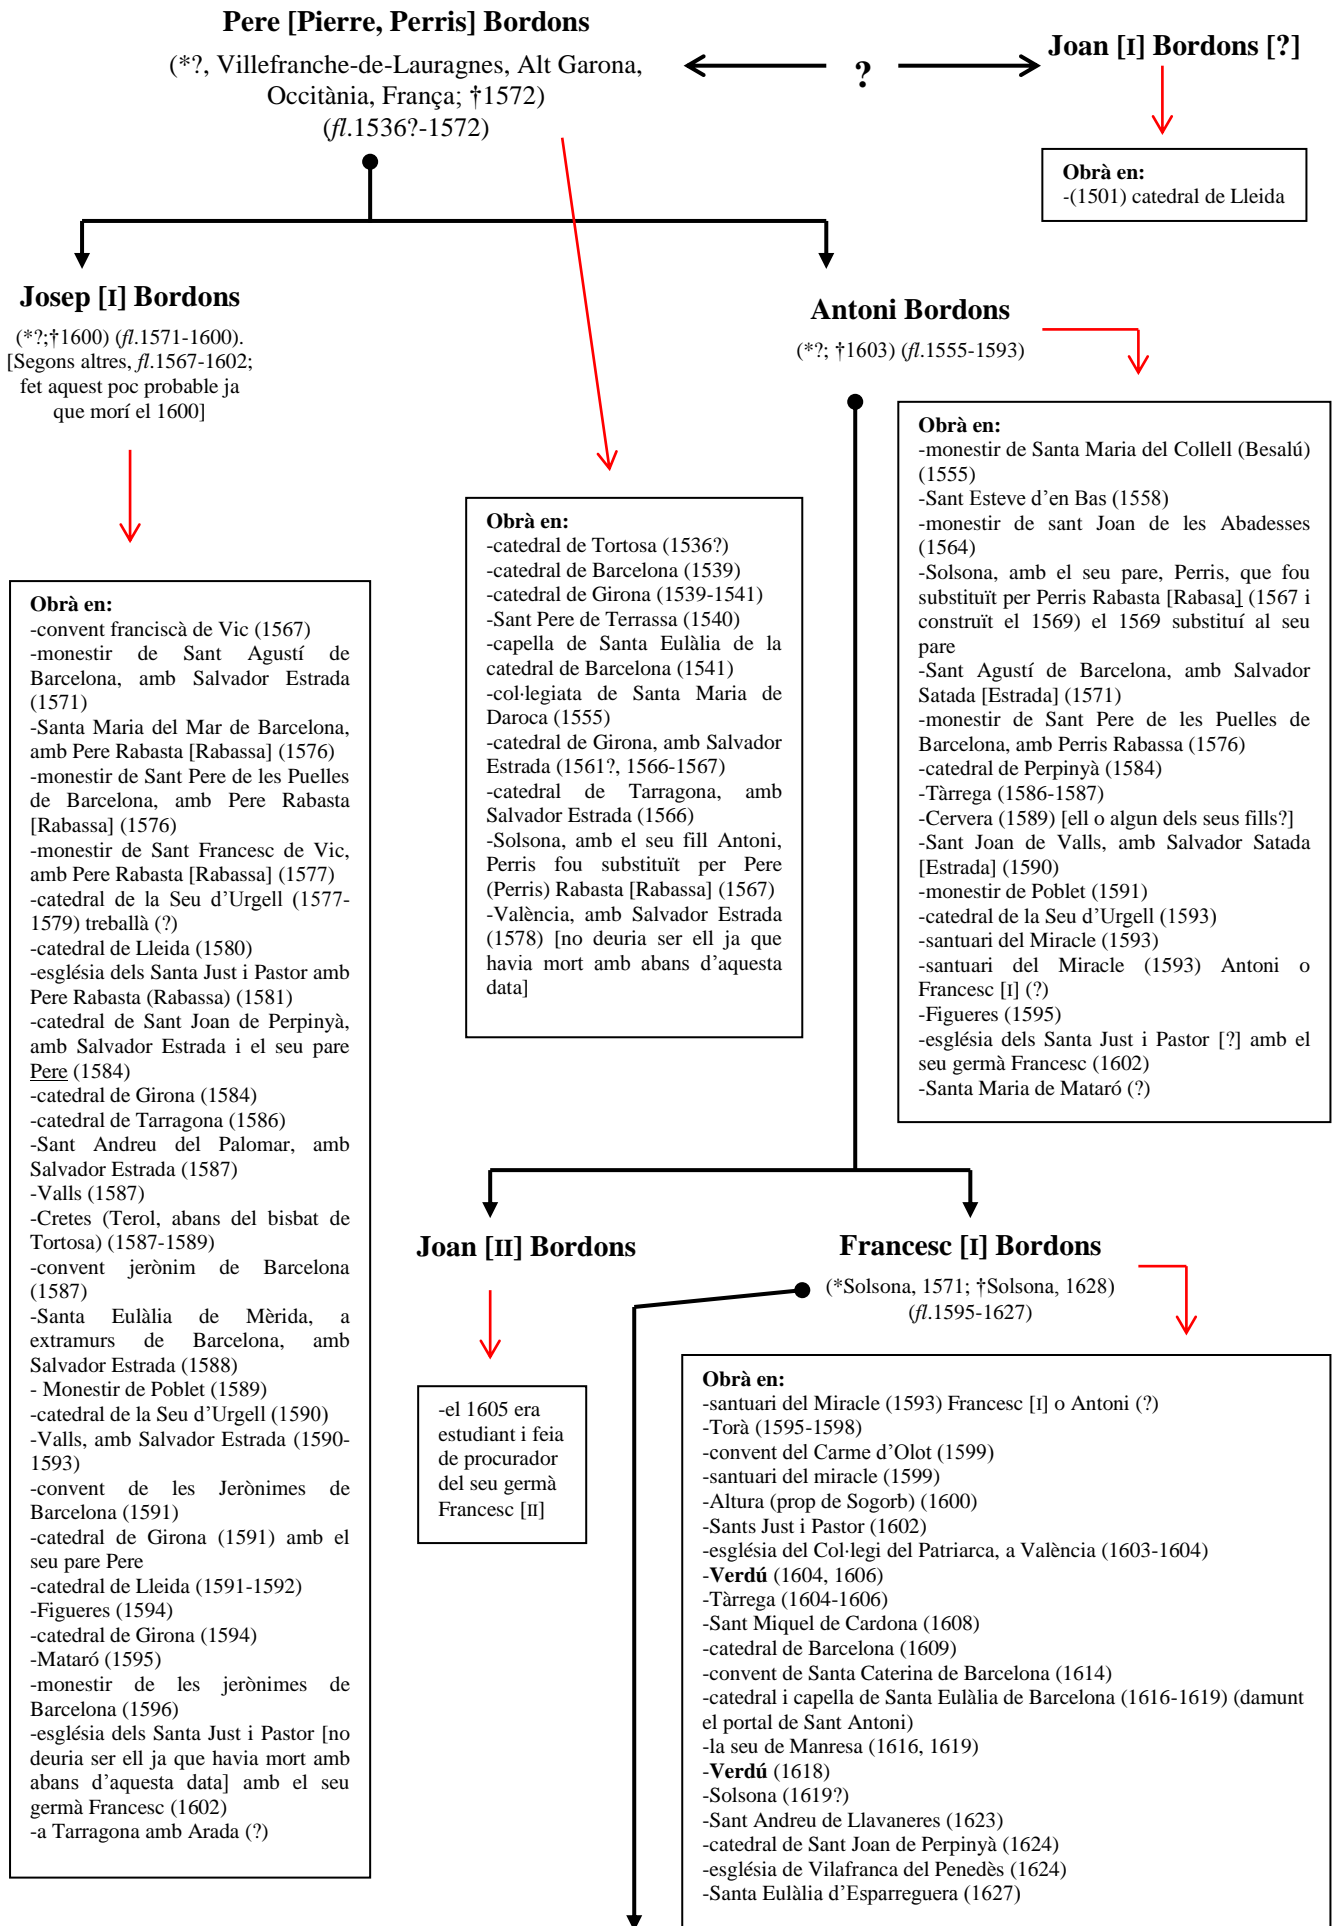 Pere [Pierre, Perris] Bordons
(*?, Villefranche-de-Lauragnes, Alt Garona,
Occitània, França; †1572)
(fl.1536?-1572)
?
Joan [I] Bordons [?]
Obrà en:
-(1501) catedral de Lleida
Josep [I] Bordons
(*?;†1600) (fl.1571-1600).
[Segons altres, fl.1567-1602;
fet aquest poc probable ja
que morí el 1600]
Antoni Bordons
(*?; †1603) (fl.1555-1593)
Obrà en:
-convent franciscà de Vic (1567)
-monestir de Sant Agustí de
Barcelona, amb Salvador Estrada
(1571)
-Santa Maria del Mar de Barcelona,
amb Pere Rabasta [Rabassa] (1576)
-monestir de Sant Pere de les Puelles
de Barcelona, amb Pere Rabasta
[Rabassa] (1576)
-monestir de Sant Francesc de Vic,
amb Pere Rabasta [Rabassa] (1577)
-catedral de la Seu d’Urgell (1577-
1579) treballà (?)
-catedral de Lleida (1580)
-església dels Santa Just i Pastor amb
Pere Rabasta (Rabassa) (1581)
-catedral de Sant Joan de Perpinyà,
amb Salvador Estrada i el seu pare
Pere (1584)
-catedral de Girona (1584)
-catedral de Tarragona (1586)
-Sant Andreu del Palomar, amb
Salvador Estrada (1587)
-Valls (1587)
-Cretes (Terol, abans del bisbat de
Tortosa) (1587-1589)
-convent jerònim de Barcelona
(1587)
-Santa Eulàlia de Mèrida, a
extramurs de Barcelona, amb
Salvador Estrada (1588)
- Monestir de Poblet (1589)
-catedral de la Seu d’Urgell (1590)
-Valls, amb Salvador Estrada (1590-
1593)
-convent de les Jerònimes de
Barcelona (1591)
-catedral de Girona (1591) amb el
seu pare Pere
-catedral de Lleida (1591-1592)
-Figueres (1594)
-catedral de Girona (1594)
-Mataró (1595)
-monestir de les jerònimes de
Barcelona (1596)
-església dels Santa Just i Pastor [no
deuria ser ell ja que havia mort amb
abans d’aquesta data] amb el seu
germà Francesc (1602)
-a Tarragona amb Arada (?)
Obrà en:
-catedral de Tortosa (1536?)
-catedral de Barcelona (1539)
-catedral de Girona (1539-1541)
-Sant Pere de Terrassa (1540)
-capella de Santa Eulàlia de la
catedral de Barcelona (1541)
-col·legiata de Santa Maria de
Daroca (1555)
-catedral de Girona, amb Salvador
Estrada (1561?, 1566-1567)
-catedral de Tarragona, amb
Salvador Estrada (1566)
-Solsona, amb el seu fill Antoni,
Perris fou substituït per Pere
(Perris) Rabasta [Rabassa] (1567)
-València, amb Salvador Estrada
(1578) [no deuria ser ell ja que
havia mort amb abans d’aquesta
data]
Obrà en:
-monestir de Santa Maria del Collell (Besalú)
(1555)
-Sant Esteve d’en Bas (1558)
-monestir de sant Joan de les Abadesses
(1564)
-Solsona, amb el seu pare, Perris, que fou
substituït per Perris Rabasta [Rabasa] (1567 i
construït el 1569) el 1569 substituí al seu
pare
-Sant Agustí de Barcelona, amb Salvador
Satada [Estrada] (1571)
-monestir de Sant Pere de les Puelles de
Barcelona, amb Perris Rabassa (1576)
-catedral de Perpinyà (1584)
-Tàrrega (1586-1587)
-Cervera (1589) [ell o algun dels seus fills?]
-Sant Joan de Valls, amb Salvador Satada
[Estrada] (1590)
-monestir de Poblet (1591)
-catedral de la Seu d’Urgell (1593)
-santuari del Miracle (1593)
-santuari del Miracle (1593) Antoni o
Francesc [I] (?)
-Figueres (1595)
-església dels Santa Just i Pastor [?] amb el
seu germà Francesc (1602)
-Santa Maria de Mataró (?)
Joan [II] Bordons
-el 1605 era
estudiant i feia
de procurador
del seu germà
Francesc [II]
Francesc [I] Bordons
(*Solsona, 1571; †Solsona, 1628)
(fl.1595-1627)
Obrà en:
-santuari del Miracle (1593) Francesc [I] o Antoni (?)
-Torà (1595-1598)
-convent del Carme d’Olot (1599)
-santuari del miracle (1599)
-Altura (prop de Sogorb) (1600)
-Sants Just i Pastor (1602)
-església del Col·legi del Patriarca, a València (1603-1604)
-Verdú (1604, 1606)
-Tàrrega (1604-1606)
-Sant Miquel de Cardona (1608)
-catedral de Barcelona (1609)
-convent de Santa Caterina de Barcelona (1614)
-catedral i capella de Santa Eulàlia de Barcelona (1616-1619) (damunt
el portal de Sant Antoni)
-la seu de Manresa (1616, 1619)
-Verdú (1618)
-Solsona (1619?)
-Sant Andreu de Llavaneres (1623)
-catedral de Sant Joan de Perpinyà (1624)
-església de Vilafranca del Penedès (1624)
-Santa Eulàlia d’Esparreguera (1627)